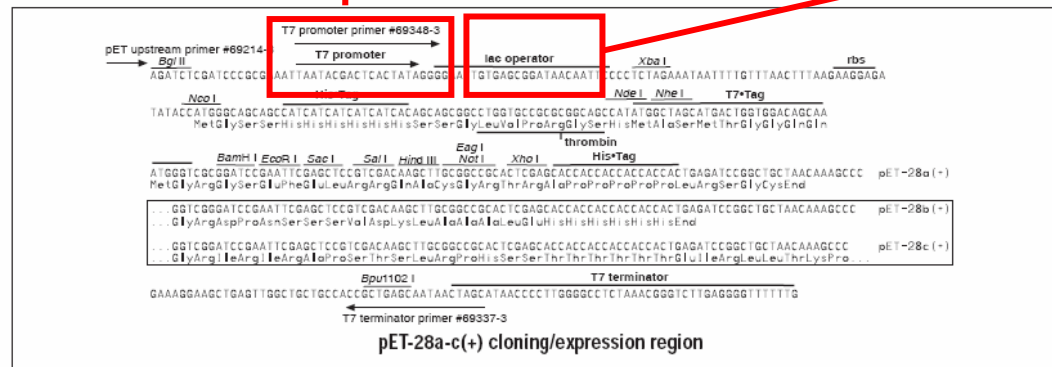 T7 promoter primer #69348-3
pET upstream primer #69214-3
T7 promoter
Bgl II
lac operator
Xba I
rbs
AGATCTCGATCCCGCGAAATTAATACGACTCACTATAGGGGAATTGTGAGCGGATAACAATTCCCCTCTAGAAATAATTTTGTTTAACTTTAAGAAGGAGA
Nco I
His•Tag
Nde I
Nhe I
T7•Tag
TATACCATGGGCAGCAGCCATCATCATCATCATCACAGCAGCGGCCTGGTGCCGCGCGGCAGCCATATGGCTAGCATGACTGGTGGACAGCAA
MetGlySerSerHisHisHisHisHisHisSerSerGlyLeuValProArgGlySerHisMetAlaSerMetThrGlyGlyGlnGln
thrombin
BamH I
EcoR I
Sac I
Sal I
Hind III
Eag I
Not I
Xho I
His•Tag
ATGGGTCGCGGATCCGAATTCGAGCTCCGTCGACAAGCTTGCGGCCGCACTCGAGCACCACCACCACCACCACTGAGATCCGGCTGCTAACAAAGCCC pET-28a(+)
MetGlyArgGlySerGluPheGluLeuArgArgGlnAlaCysGlyArgThrArgAlaProProProProProProLeuArgSerGlyCysEnd
...GGTCGGGATCCGAATTCGAGCTCCGTCGACAAGCTTGCGGCCGCACTCGAGCACCACCACCACCACCACTGAGATCCGGCTGCTAACAAAGCCC pET-28b(+)
...GlyArgAspProAsnSerSerSerValAspLysLeuAlaAlaAlaLeuGluHisHisHisHisHisHisEnd
...GGTCGGATCCGAATTCGAGCTCCGTCGACAAGCTTGCGGCCGCACTCGAGCACCACCACCACCACCACTGAGATCCGGCTGCTAACAAAGCCC pET-28c(+)
...GlyArgIleArgIleArgAlaProSerThrSerLeuArgProHisSerSerThrThrThrThrThrThrGluIleArgLeuLeuThrLysPro...
Bpu1102 I
T7 terminator
GAAAGGAAGCTGAGTTGGCTGCTGCCACCGCTGAGCAATAACTAGCATAACCCCTTGGGGCCTCTAAACGGGTCTTGAGGGGTTTTTTG
T7 terminator primer #69337-3
pET-28a-c(+) cloning/expression region